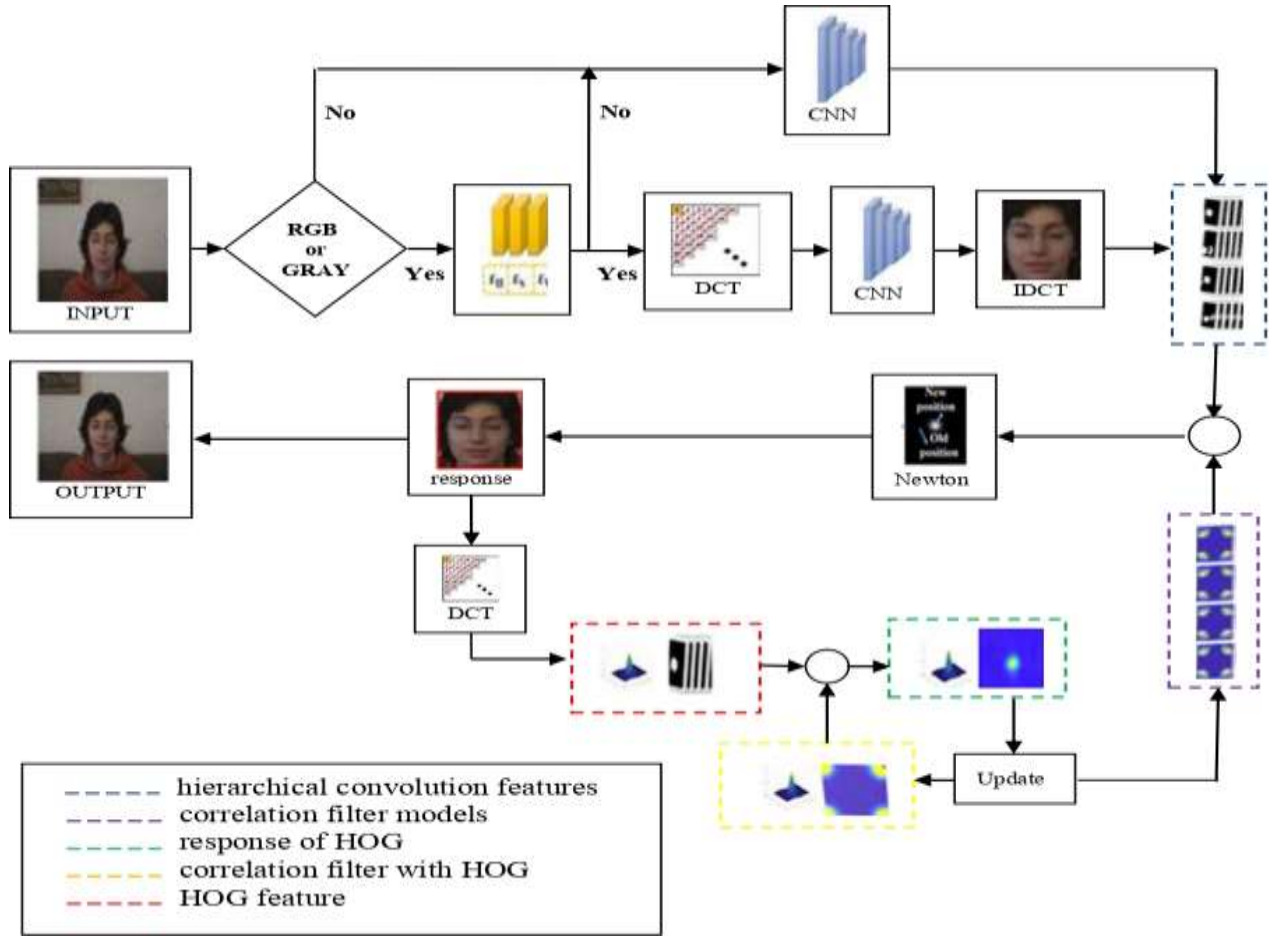 CNN
No
No
INPUT
RGB
or
GRAY
Yes
Yes
DCT
CNN
IDCT
OUTPUT
response
New
position
Old
position
Newton
DCT
Update
hierarchical convolution features
correlation filter models
response of HOG
correlation filter with HOG
HOG feature